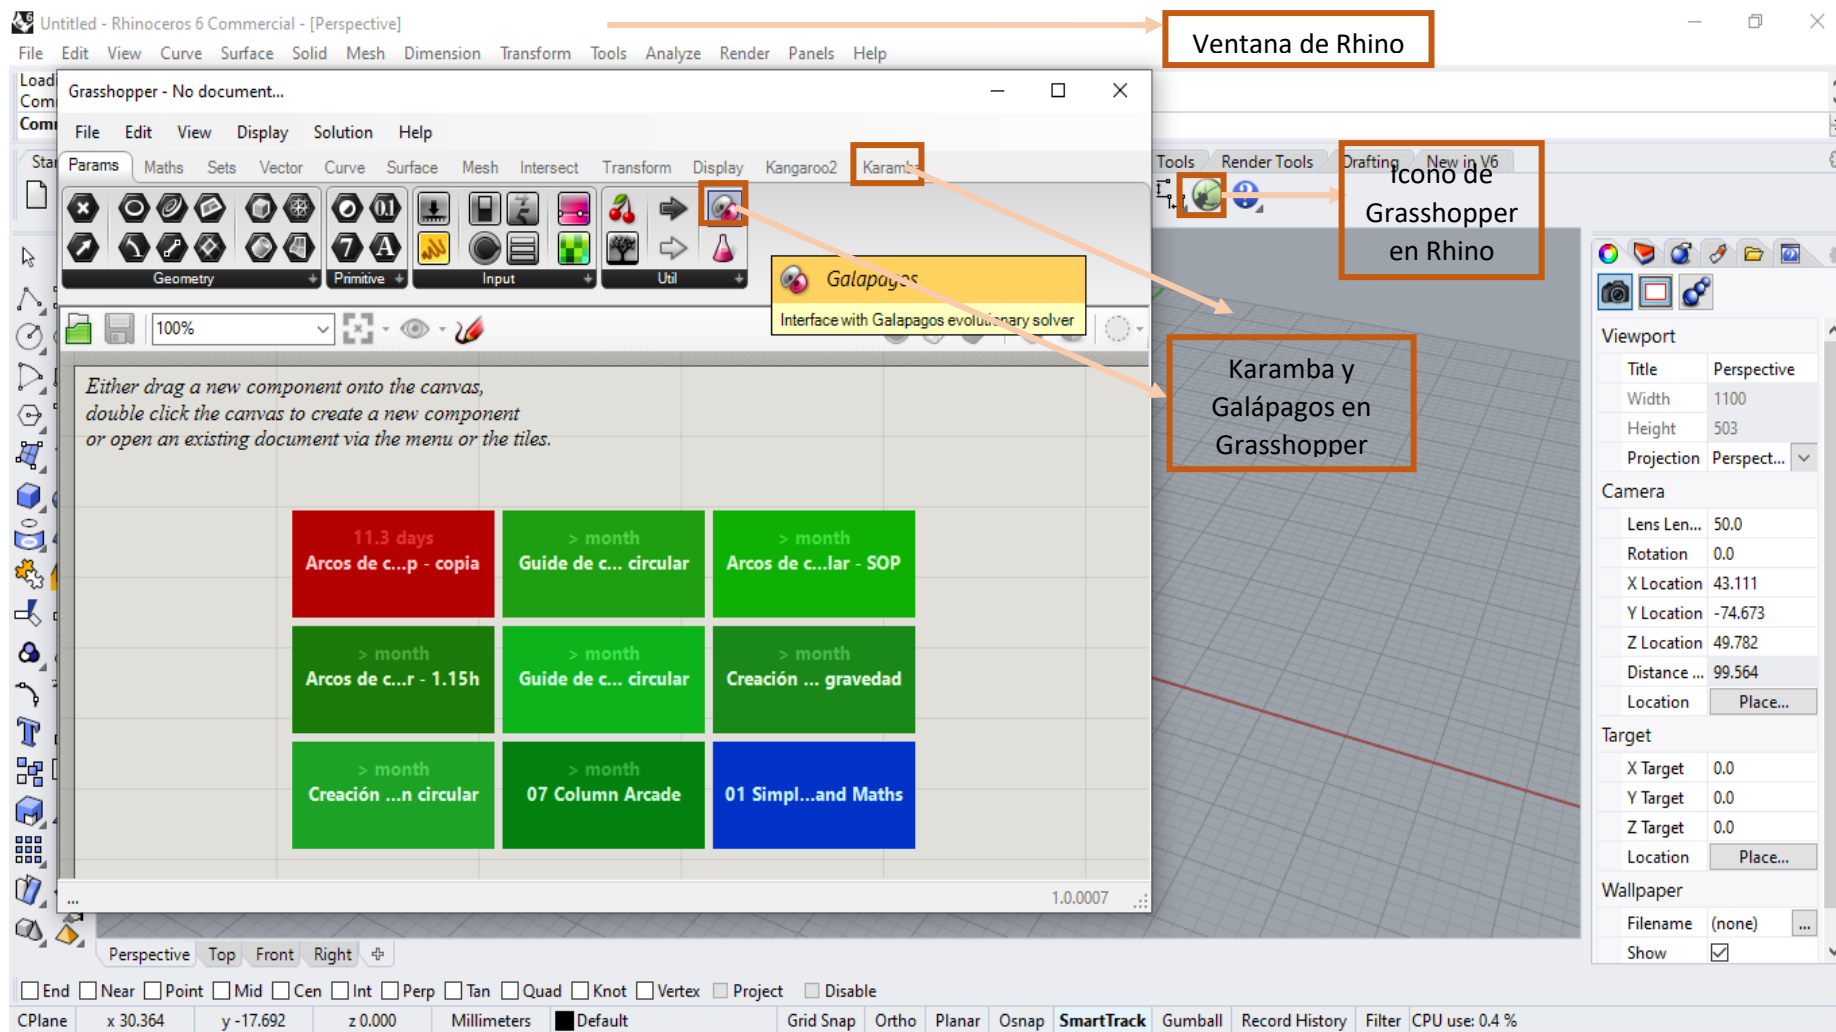 Untitled - Rhinoceros 6 Commercial - [Perspective]
Ventana de Rhino
File Edit View Curve Surface Solid Mesh Dimension Transform Tools Analyze Render Panels Help
Grasshopper - No document...
File Edit View Display Solution Help
Params Maths Sets Vector Curve Surface Mesh Intersect Transform Display Kangaroo2 Karamba
Tools Render Tools Drafting New in V6
Icono de
Grasshopper
en Rhino
Geometry Primitive Input Util
Galapagos
Interface with Galapagos evolutionary solver
100%
Karamba y
Galápagos en
Grasshopper
Either drag a new component onto the canvas,
double click the canvas to create a new component
or open an existing document via the menu or the tiles.
11.3 days
Arcos de c...p - copia
> month
Guide de c... circular
> month
Arcos de c...lar - SOP
> month
Arcos de c...r - 1.15h
> month
Guide de c... circular
> month
Creación ... gravedad
> month
Creación ...n circular
> month
07 Column Arcade
01 Simpl...and Maths
...
1.0.0007
Viewport
Title Perspective
Width 1100
Height 503
Projection Perspect...
Camera
Lens Len... 50.0
Rotation 0.0
X Location 43.111
Y Location -74.673
Z Location 49.782
Distance ... 99.564
Location Place...
Target
X Target 0.0
Y Target 0.0
Z Target 0.0
Location Place...
Wallpaper
Filename (none) ...
Show
Perspective Top Front Right
End Near Point Mid Cen Int Perp Tan Quad Knot Vertex Project Disable
CPlane x 30.364 y -17.692 z 0.000 Millimeters Default Grid Snap Ortho Planar Osnap SmartTrack Gumball Record History Filter CPU use: 0.4 %